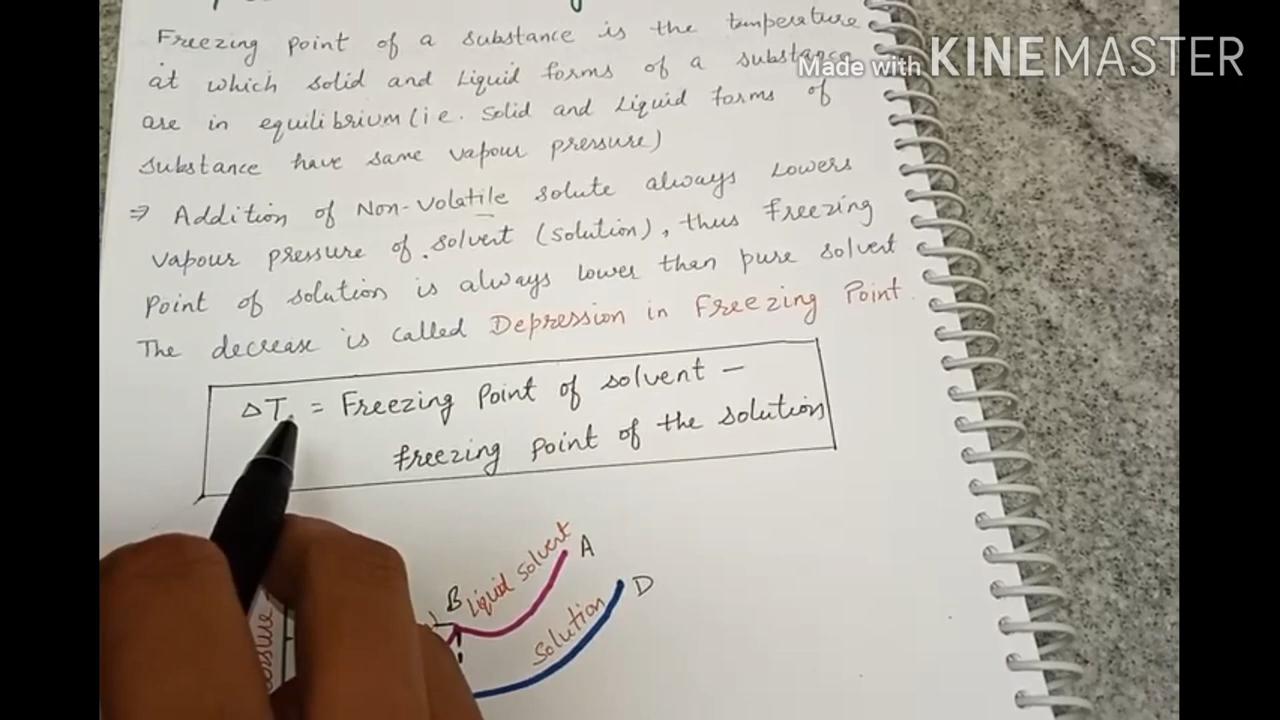 Freezing Point of a substance is the temperature
at which solid and Liquid forms of a substance
are in equilibrium (i.e. Solid and Liquid forms of
substance have same vapour pressure)
⇒ Addition of Non-Volatile solute always Lowers
vapour pressure of solvent (solution), thus freezing
Point of solution is always lower than pure solvent
The decrease is called Depression in Freezing Point.
ΔT = Freezing Point of solvent –
freezing point of the solution
B Liquid solvent A
Solution D
Made with KINEMASTER